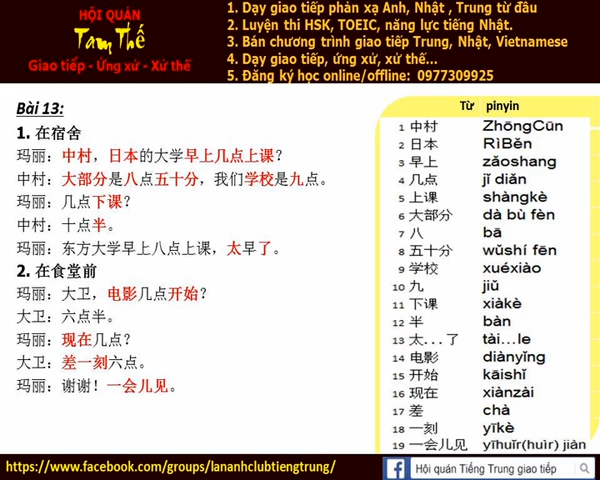 HỘI QUÁN
Tam Thế
Giao tiếp - Ứng xử - Xử thế
1. Dạy giao tiếp phản xạ Anh, Nhật , Trung từ đầu
2. Luyện thi HSK, TOEIC, năng lực tiếng Nhật.
3. Bán chương trình giao tiếp Trung, Nhật, Vietnamese
4. Dạy giao tiếp, ứng xử, xử thế...
5. Đăng ký học online/offline: 0977309925
Bài 13:
1. 在宿舍
玛丽：中村，日本的大学早上几点上课？
中村：大部分是八点五十分，我们学校是九点。
玛丽：几点下课？
中村：十点半。
玛丽：东方大学早上八点上课，太早了。
2. 在食堂前
玛丽：大卫，电影几点开始？
大卫：六点半。
玛丽：现在几点？
大卫：差一刻六点。
玛丽：谢谢！一会儿见。
Từ pinyin
1 中村 ZhōngCūn
2 日本 RìBěn
3 早上 zǎoshang
4 几点 jǐ diǎn
5 上课 shàngkè
6 大部分 dà bù fèn
7 八 bā
8 五十分 wǔshí fēn
9 学校 xuéxiào
10 九 jiǔ
11 下课 xiàkè
12 半 bàn
13 太...了 tài...le
14 电影 diànyǐng
15 开始 kāishǐ
16 现在 xiànzài
17 差 chà
18 一刻 yīkè
19 一会儿见 yīhuǐr(huìr) jiàn
https://www.facebook.com/groups/lananhclubtiengtrung/
f Hội quán Tiếng Trung giao tiếp